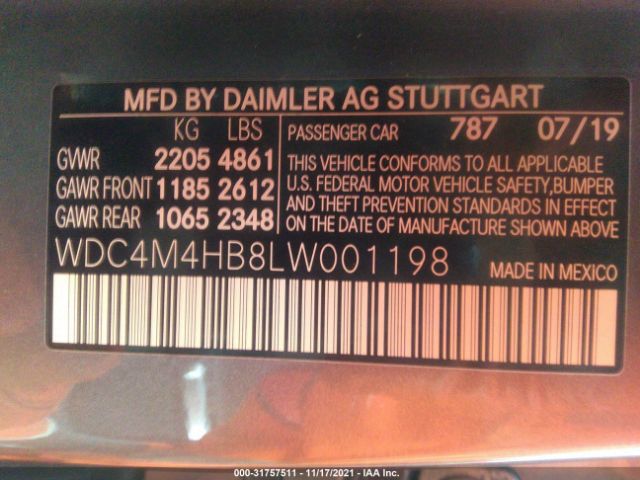 MFD BY DAIMLER AG STUTTGART
KG LBS
GVWR 2205 4861
GAWR FRONT 1185 2612
GAWR REAR 1065 2348
PASSENGER CAR 787 07/19
THIS VEHICLE CONFORMS TO ALL APPLICABLE
U.S. FEDERAL MOTOR VEHICLE SAFETY,BUMPER
AND THEFT PREVENTION STANDARDS IN EFFECT
ON THE DATE OF MANUFACTURE SHOWN ABOVE
WDC4M4HB8LW001198
MADE IN MEXICO
000-31757511 - 11/17/2021 - IAA Inc.